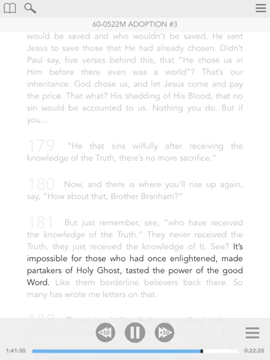 60-0522M ADOPTION #3
would be saved and who wouldn't be saved, He sent
Jesus to save those that He had already chosen. Didn't
Paul say, five verses behind this, that "He chose us in
Him before there even was a world"? That's our
inheritance. God chose us, and let Jesus come and pay
the price. That what? His shedding of His Blood, that no
sin would be accounted to us. Nothing you do. But if
you...
179 "He that sins wilfully after receiving the
knowledge of the Truth, there's no more sacrifice."
180 Now, and there is where you'll rise up again,
say, "How about that, Brother Branham?"
181 But just remember, see, "who have received
the knowledge of the Truth." They never received the
Truth, they just received the knowledge of It. See? It's
impossible for those who had once enlightened, made
partakers of Holy Ghost, tasted the power of the good
Word. Like them borderline believers back there. So
many has wrote me letters on that.
1:41:30 0:22:20